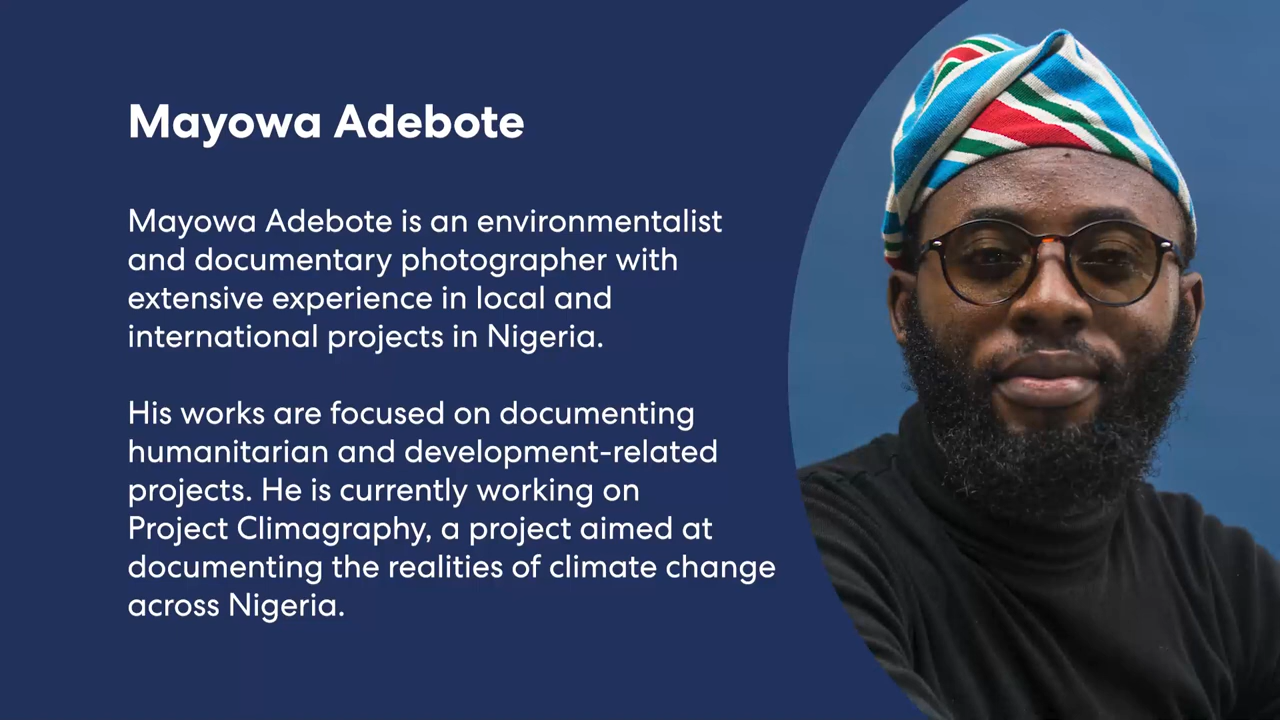 Mayowa Adebote
Mayowa Adebote is an environmentalist
and documentary photographer with
extensive experience in local and
international projects in Nigeria.
His works are focused on documenting
humanitarian and development-related
projects. He is currently working on
Project Climagraphy, a project aimed at
documenting the realities of climate change
across Nigeria.